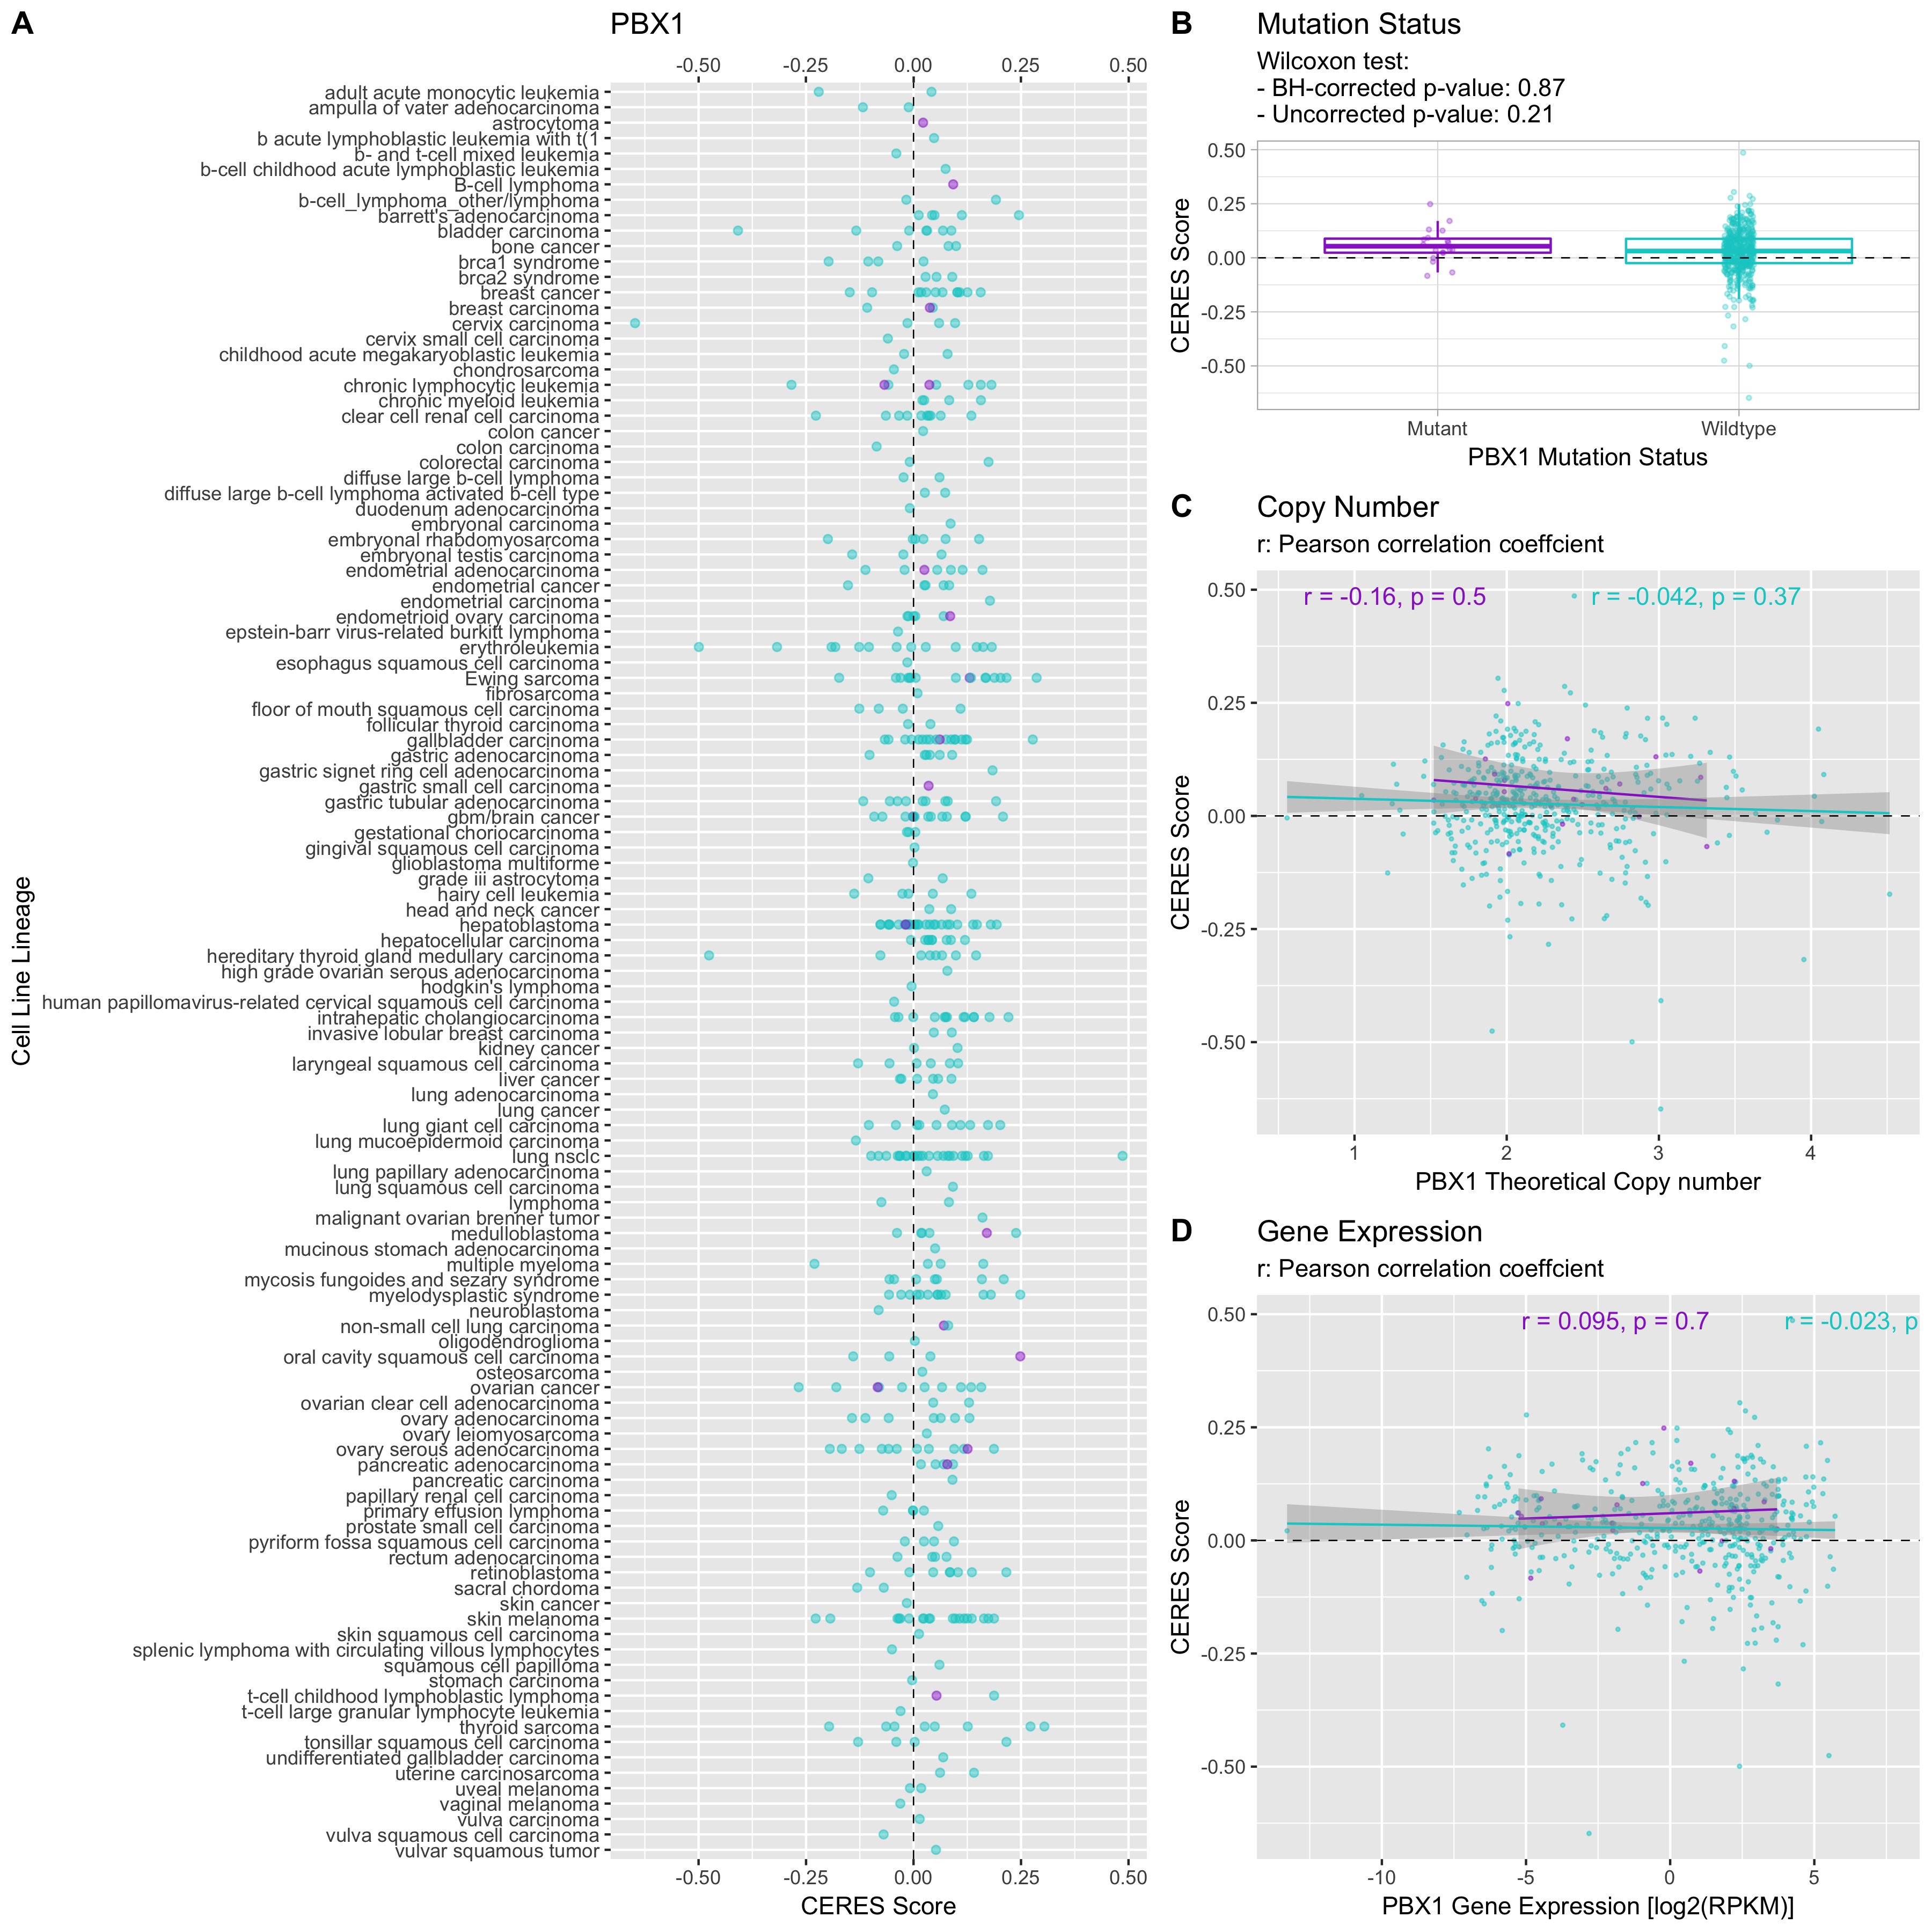 A
PBX1
-0.50 -0.25 0.00 0.25 0.50
adult acute monocytic leukemia
ampulla of vater adenocarcinoma
astrocytoma
b acute lymphoblastic leukemia with t(1
b- and t-cell mixed leukemia
b-cell childhood acute lymphoblastic leukemia
B-cell lymphoma
b-cell_lymphoma_other/lymphoma
barrett's adenocarcinoma
bladder carcinoma
bone cancer
brca1 syndrome
brca2 syndrome
breast cancer
breast carcinoma
cervix carcinoma
cervix small cell carcinoma
childhood acute megakaryoblastic leukemia
chondrosarcoma
chronic lymphocytic leukemia
chronic myeloid leukemia
clear cell renal cell carcinoma
colon cancer
colon carcinoma
colorectal carcinoma
diffuse large b-cell lymphoma
diffuse large b-cell lymphoma activated b-cell type
duodenum adenocarcinoma
embryonal carcinoma
embryonal rhabdomyosarcoma
embryonal testis carcinoma
endometrial adenocarcinoma
endometrial cancer
endometrial carcinoma
endometrioid ovary carcinoma
epstein-barr virus-related burkitt lymphoma
erythroleukemia
esophagus squamous cell carcinoma
Ewing sarcoma
fibrosarcoma
floor of mouth squamous cell carcinoma
follicular thyroid carcinoma
gallbladder carcinoma
gastric adenocarcinoma
gastric signet ring cell adenocarcinoma
gastric small cell carcinoma
gastric tubular adenocarcinoma
gbm/brain cancer
gestational choriocarcinoma
gingival squamous cell carcinoma
glioblastoma multiforme
grade iii astrocytoma
hairy cell leukemia
head and neck cancer
hepatoblastoma
hepatocellular carcinoma
hereditary thyroid gland medullary carcinoma
high grade ovarian serous adenocarcinoma
hodgkin's lymphoma
human papillomavirus-related cervical squamous cell carcinoma
intrahepatic cholangiocarcinoma
invasive lobular breast carcinoma
kidney cancer
laryngeal squamous cell carcinoma
liver cancer
lung adenocarcinoma
lung cancer
lung giant cell carcinoma
lung mucoepidermoid carcinoma
lung nsclc
lung papillary adenocarcinoma
lung squamous cell carcinoma
lymphoma
malignant ovarian brenner tumor
medulloblastoma
mucinous stomach adenocarcinoma
multiple myeloma
mycosis fungoides and sezary syndrome
myelodysplastic syndrome
neuroblastoma
non-small cell lung carcinoma
oligodendroglioma
oral cavity squamous cell carcinoma
osteosarcoma
ovarian cancer
ovarian clear cell adenocarcinoma
ovary adenocarcinoma
ovary leiomyosarcoma
ovary serous adenocarcinoma
pancreatic adenocarcinoma
pancreatic carcinoma
papillary renal cell carcinoma
primary effusion lymphoma
prostate small cell carcinoma
pyriform fossa squamous cell carcinoma
rectum adenocarcinoma
retinoblastoma
sacral chordoma
skin cancer
skin melanoma
skin squamous cell carcinoma
splenic lymphoma with circulating villous lymphocytes
squamous cell papilloma
stomach carcinoma
t-cell childhood lymphoblastic lymphoma
t-cell large granular lymphocyte leukemia
thyroid sarcoma
tonsillar squamous cell carcinoma
undifferentiated gallbladder carcinoma
uterine carcinosarcoma
uveal melanoma
vaginal melanoma
vulva carcinoma
vulva squamous cell carcinoma
vulvar squamous tumor
-0.50 -0.25 0.00 0.25 0.50
CERES Score
Cell Line Lineage
B
Mutation Status
Wilcoxon test:
- BH-corrected p-value: 0.87
- Uncorrected p-value: 0.21
0.50
0.25
0.00
-0.25
-0.50
CERES Score
Mutant Wildtype
PBX1 Mutation Status
C
Copy Number
r: Pearson correlation coeffcient
r = -0.16, p = 0.5 r = -0.042, p = 0.37
0.50
0.25
0.00
-0.25
-0.50
CERES Score
1 2 3 4
PBX1 Theoretical Copy number
D
Gene Expression
r: Pearson correlation coeffcient
r = 0.095, p = 0.7 r = -0.023, p
0.50
0.25
0.00
-0.25
-0.50
CERES Score
-10 -5 0 5
PBX1 Gene Expression [log2(RPKM)]